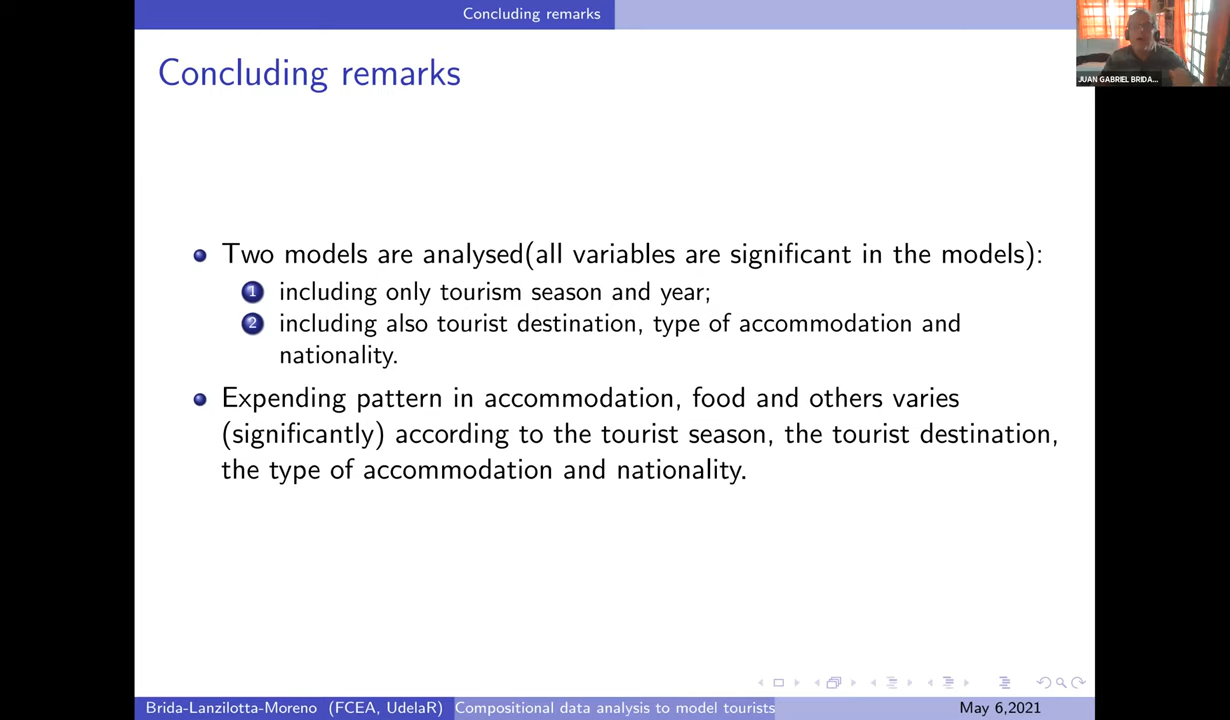 Concluding remarks
JUAN GABRIEL BRIDA...
Concluding remarks
Two models are analysed(all variables are significant in the models):
1 including only tourism season and year;
2 including also tourist destination, type of accommodation and
nationality.
Expending pattern in accommodation, food and others varies
(significantly) according to the tourist season, the tourist destination,
the type of accommodation and nationality.
Brida-Lanzilotta-Moreno (FCEA, UdelaR) Compositional data analysis to model tourists May 6,2021